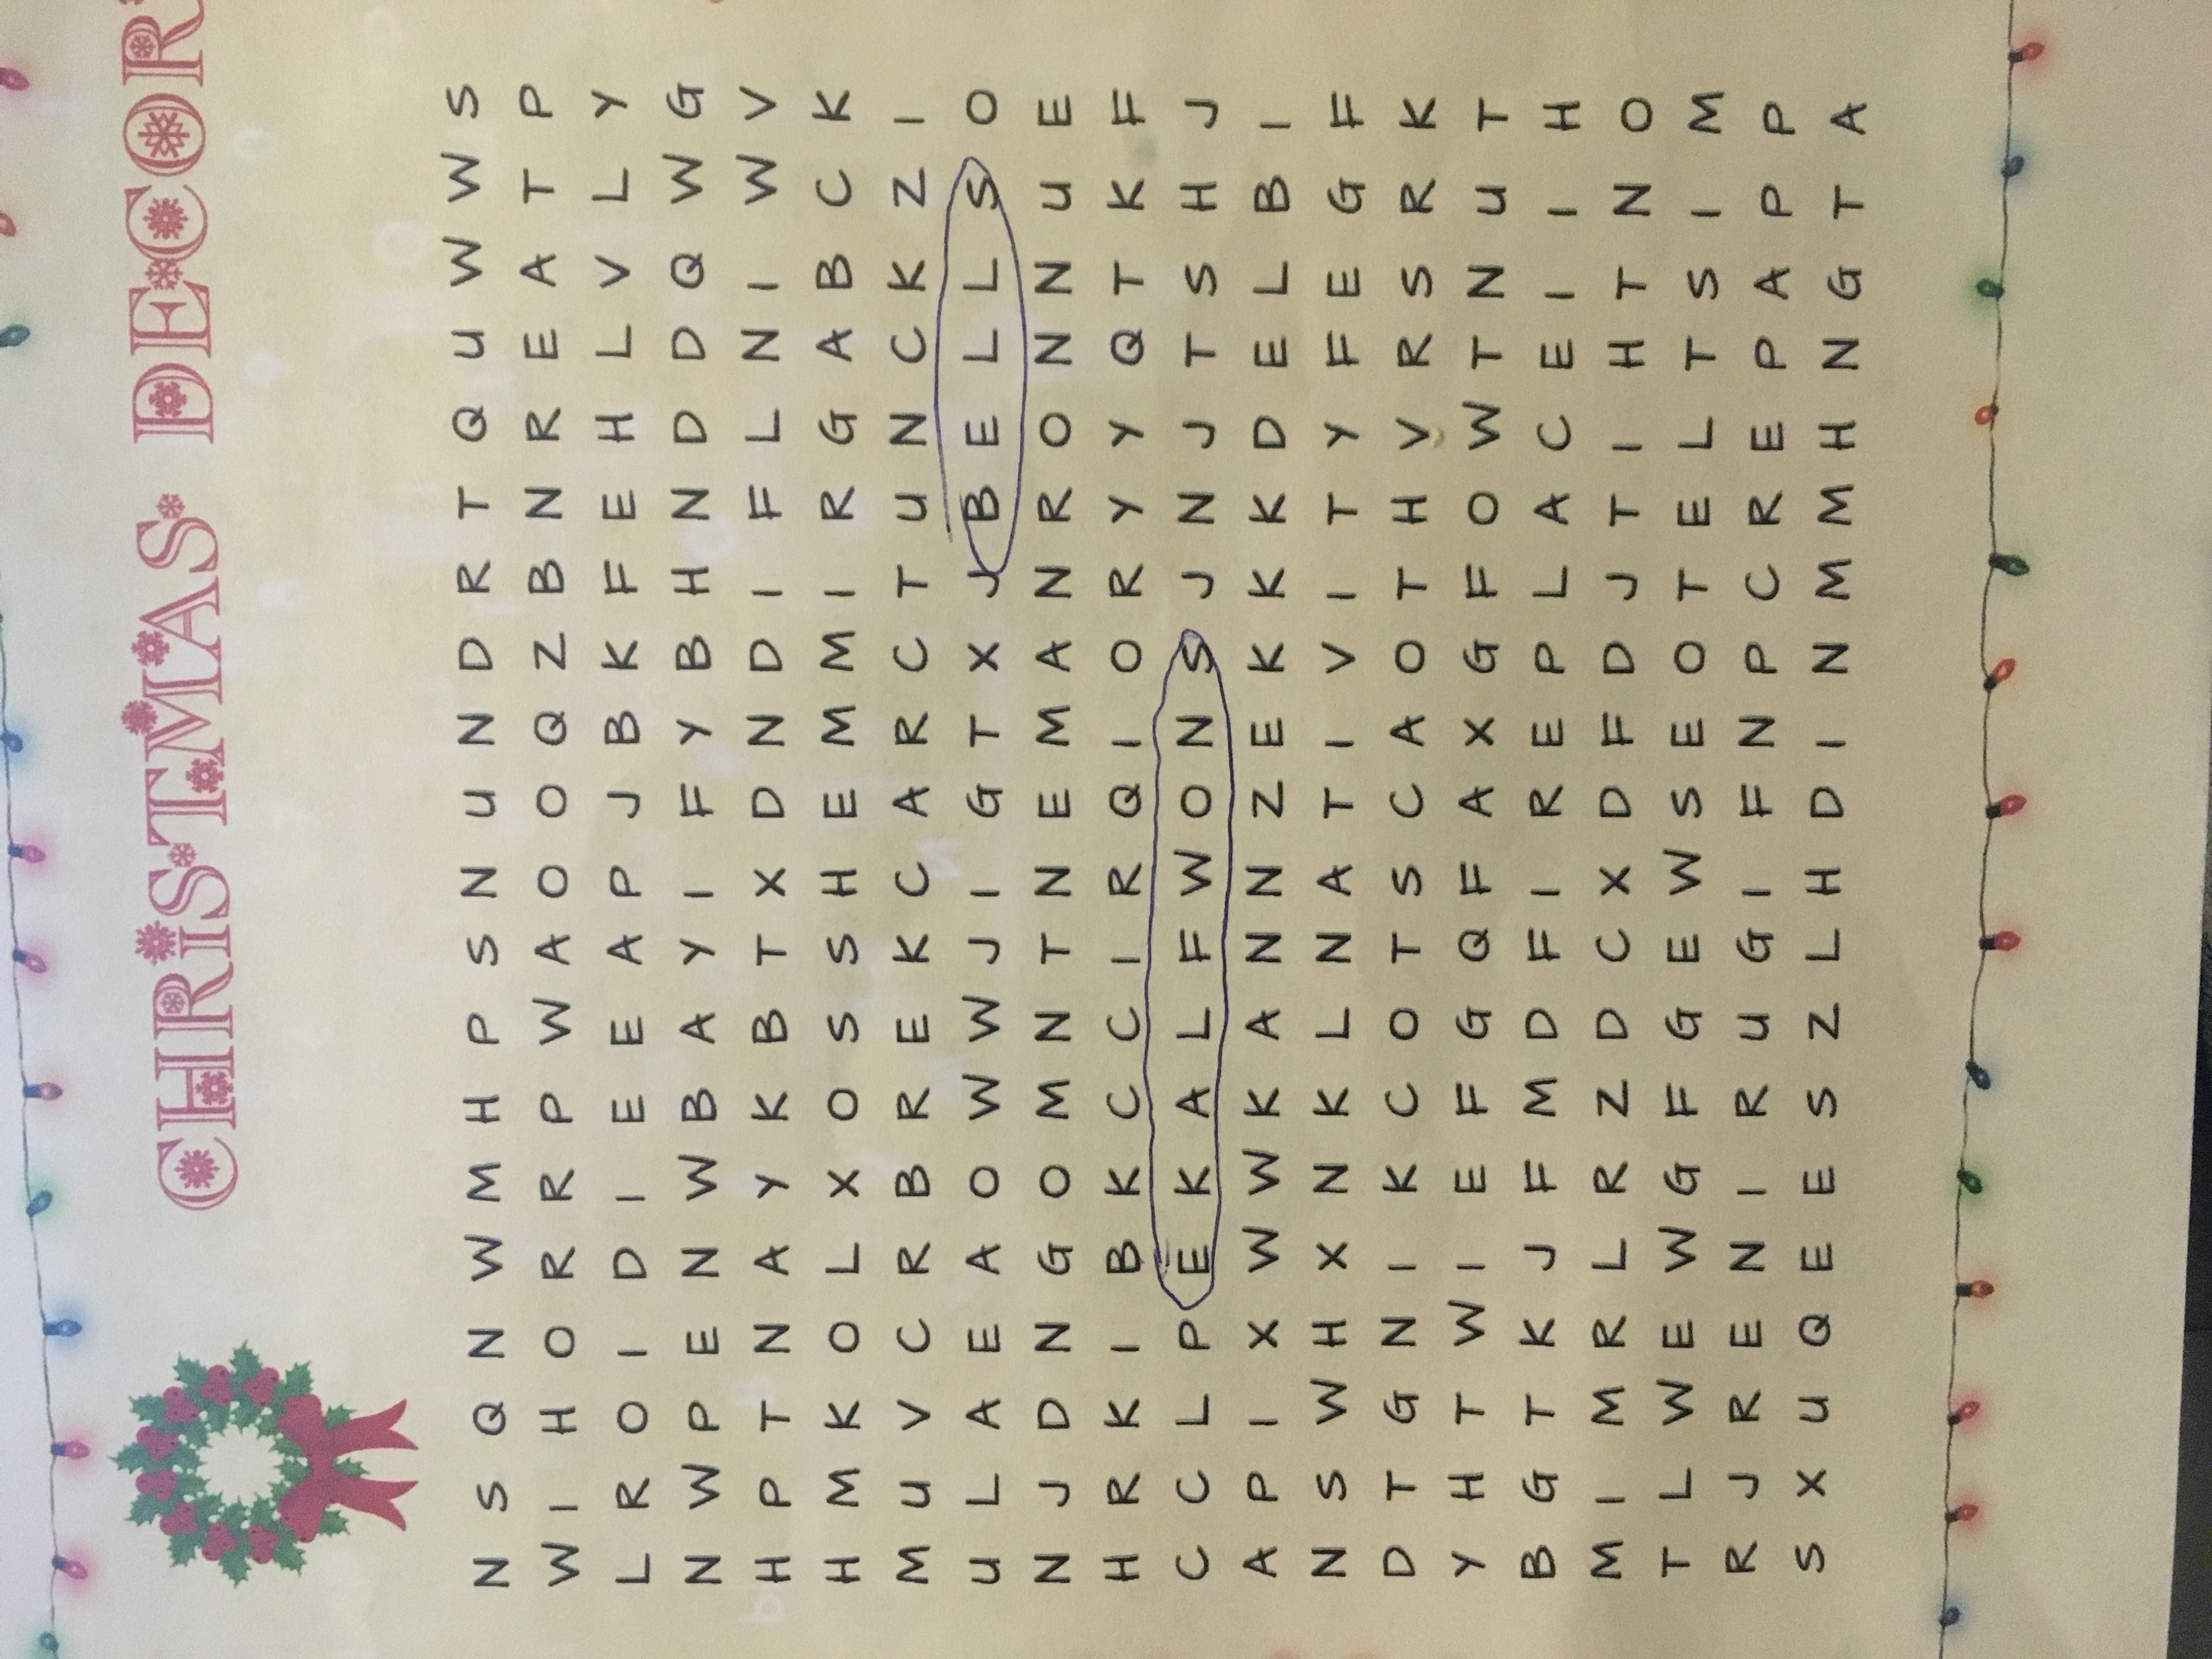 CHRISTMAS DECOR
N S Q N W M H P S N U N D R T Q U W W S
W I H O R R P W A O O Q Z B N R E A T P
L R O I D I E E A P J B K F E H L V L Y
N W P E N W B A Y I F Y B H N D D Q W G
H P T N A Y K B T X D N D I F L N I W V
H M K O L X O S S H E M M I R G A B C K
M U V C R B R E K C A R C T U N C K Z I
U L A E A O W W J I G T X J B E L L S O
N J D N G O M N T N E M A N R O N N U E
H R K I B K C C I R Q I O R Y Y Q T K F
C C L P E K A L F W O N S J N J T S H J
A P I X W W K A N N Z E K K K D E L B I
N S W H X N K L N A T I V I T Y F E G F
D T G N I K C O T S C A O T H V R S R K
Y H T W I E F G Q F A X G F O W T N U T
B G T K J F M D F I R E P L A C E I I H
M I M R L R Z D C X D F D J T I H T N O
T L W E W G F G E W S E O T E L T S I M
R J R E N I R U G I F N P C R E P A P P
S X U Q E E S Z L H D I N M M H N G T A